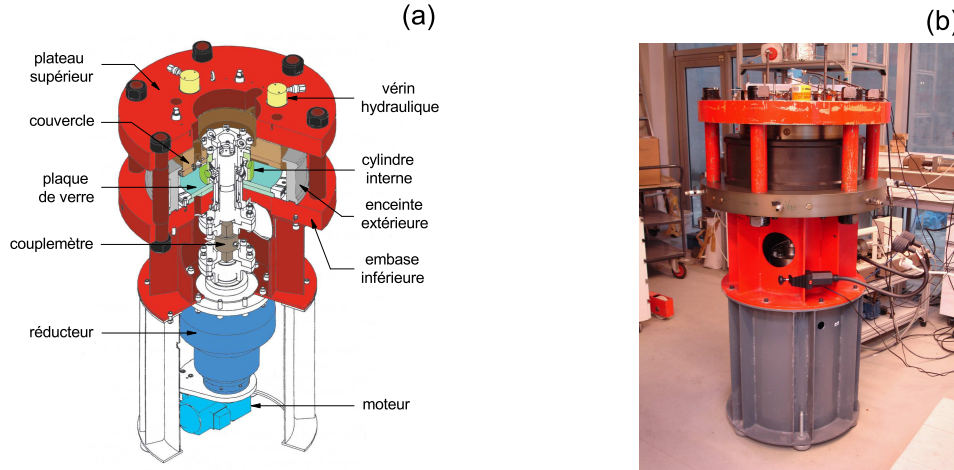 (a)
plateau
supérieur
couvercle
plaque
de verre
couplemètre
réducteur
vérin
hydraulique
cylindre
interne
enceinte
extérieure
embase
inférieure
moteur
(b)